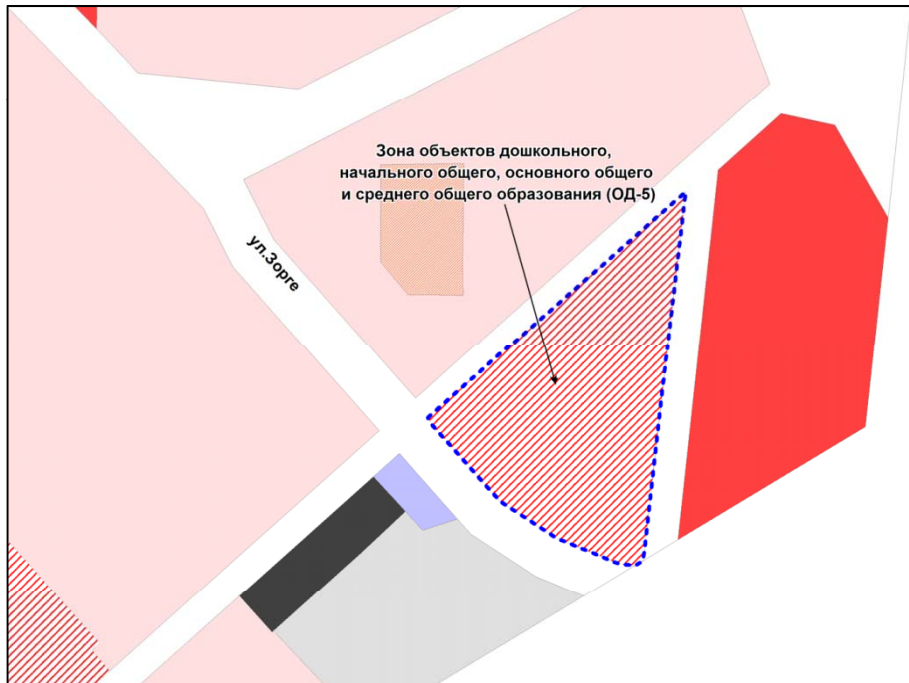 Зона объектов дошкольного,
начального общего, основного общего
и среднего общего образования (ОД-5)
ул.Зорге